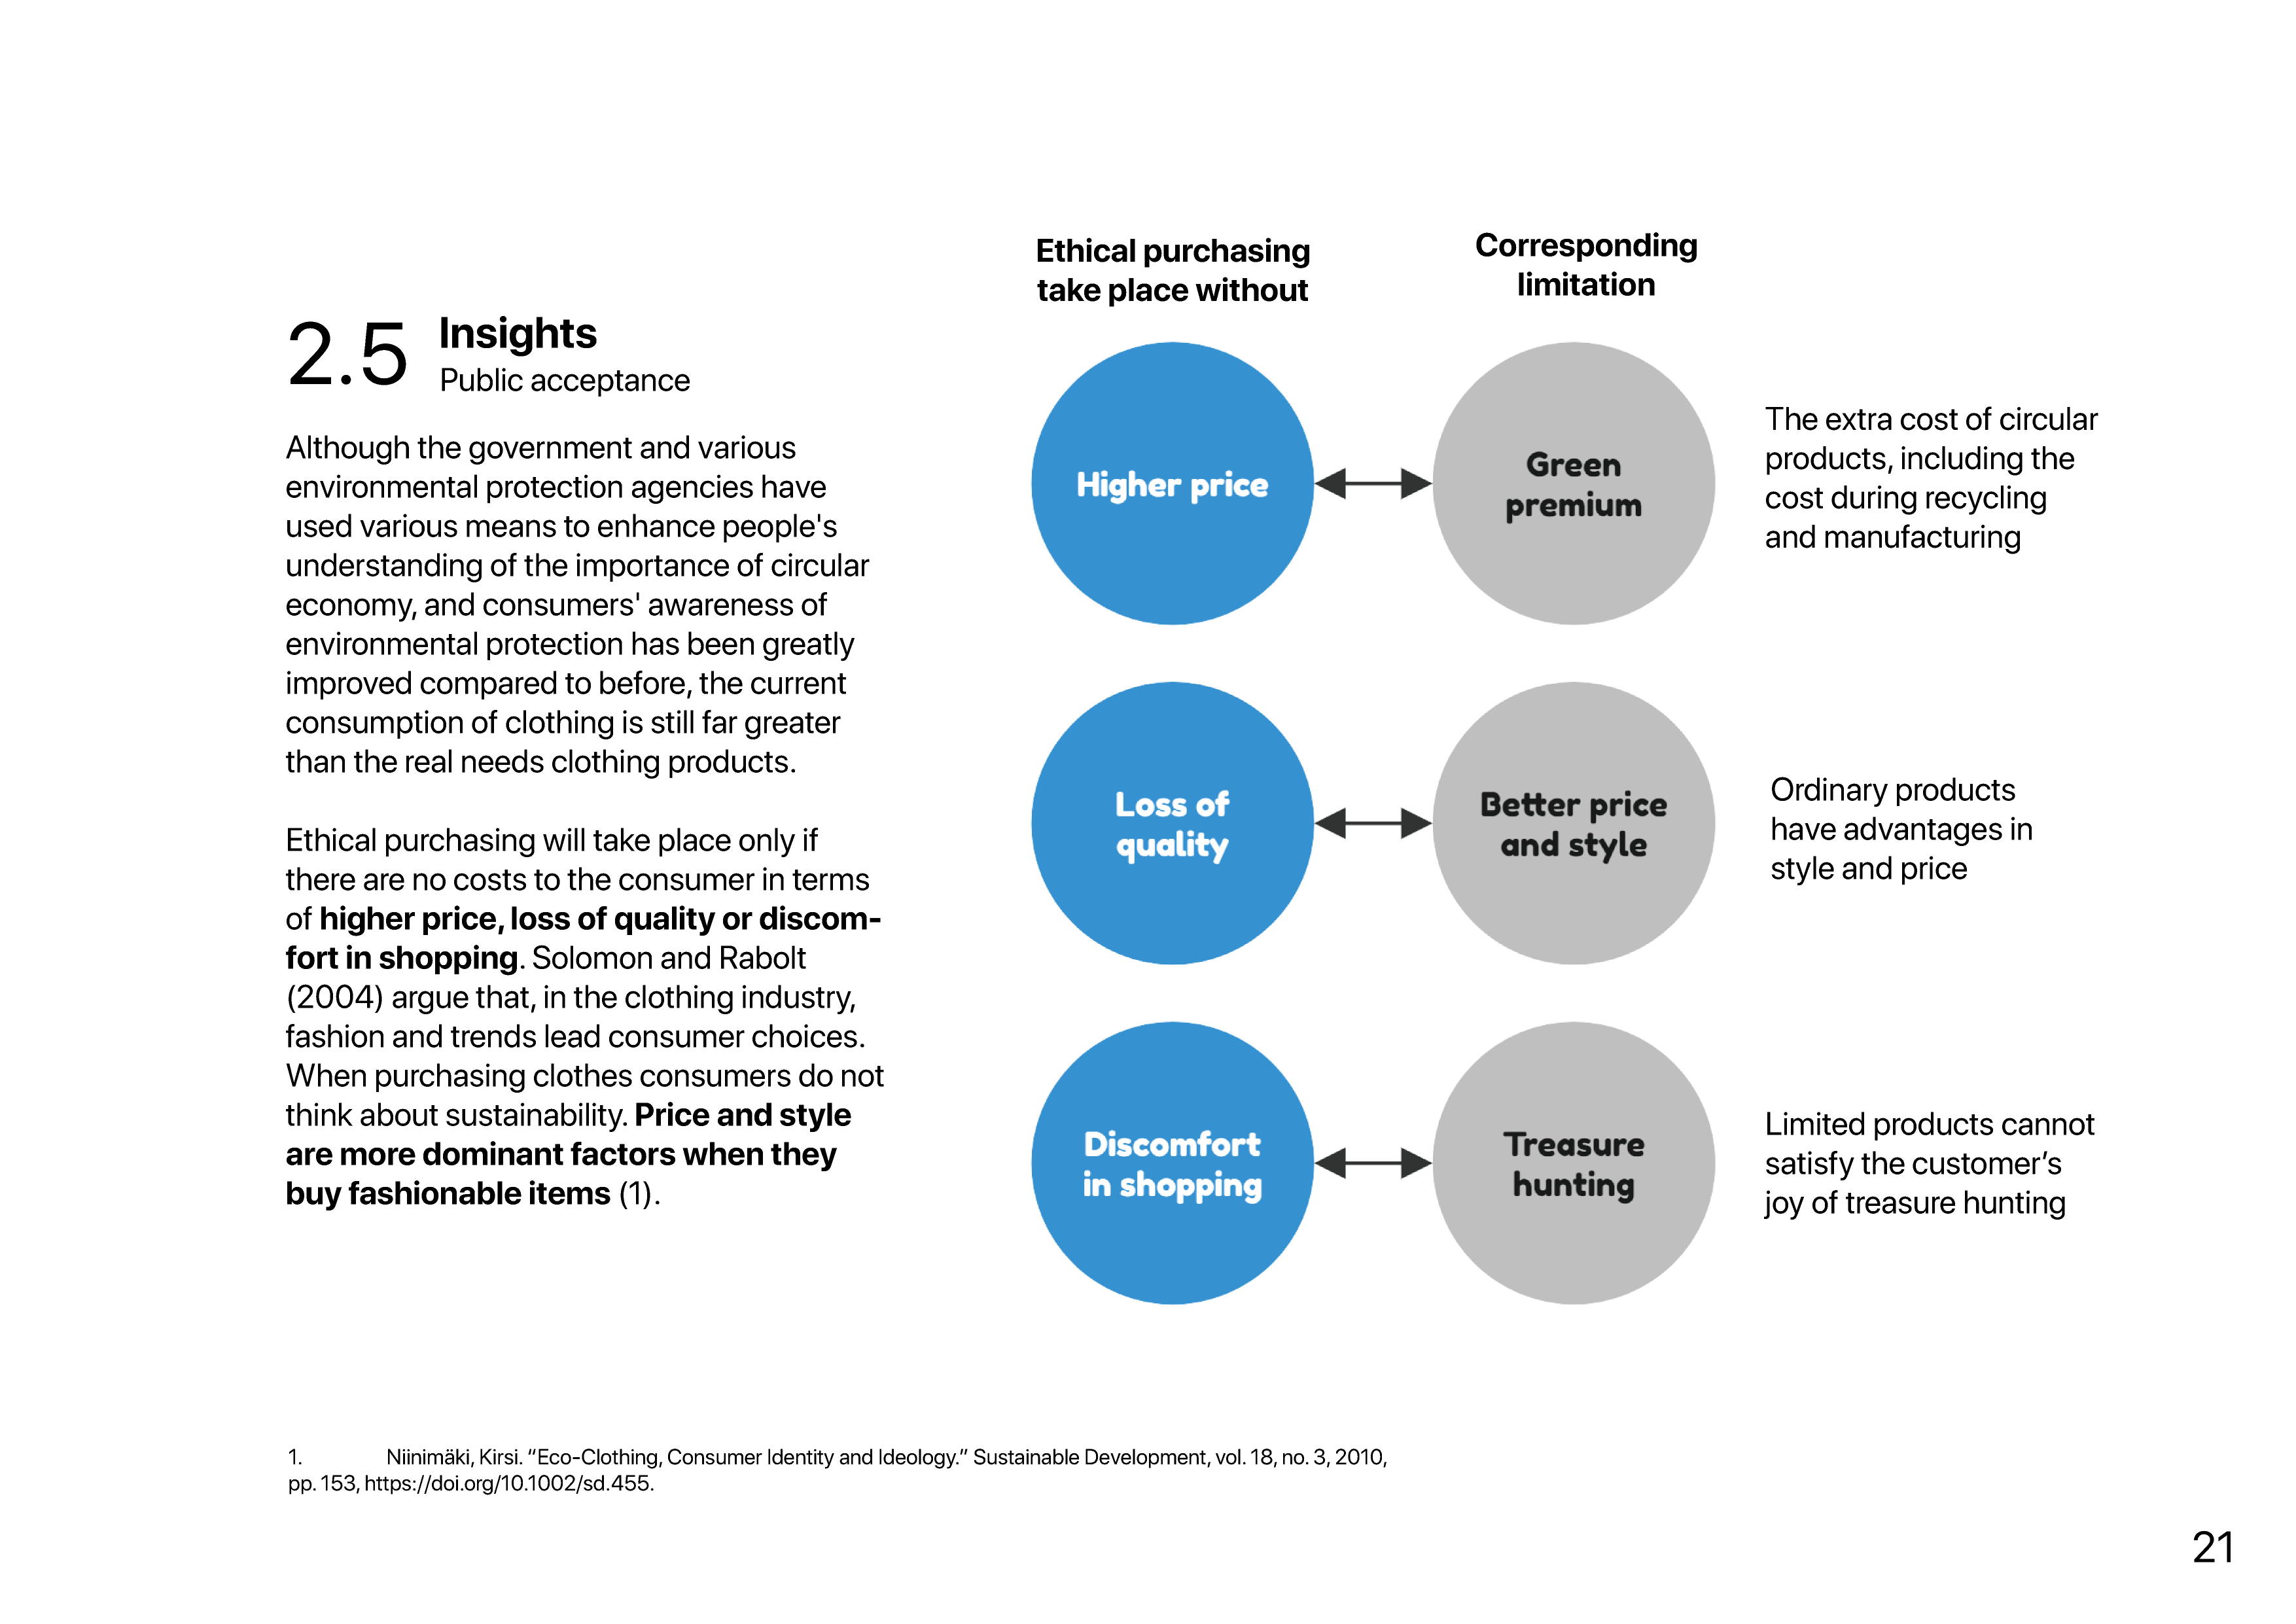 2.5
Insights
Public acceptance
Although the government and various
environmental protection agencies have
used various means to enhance people's
understanding of the importance of circular
economy, and consumers' awareness of
environmental protection has been greatly
improved compared to before, the current
consumption of clothing is still far greater
than the real needs clothing products.
Ethical purchasing will take place only if
there are no costs to the consumer in terms
of higher price, loss of quality or discom-
fort in shopping. Solomon and Rabolt
(2004) argue that, in the clothing industry,
fashion and trends lead consumer choices.
When purchasing clothes consumers do not
think about sustainability. Price and style
are more dominant factors when they
buy fashionable items (1).
Ethical purchasing
take place without
Corresponding
limitation
Higher price
Green
premium
The extra cost of circular
products, including the
cost during recycling
and manufacturing
Loss of
quality
Better price
and style
Ordinary products
have advantages in
style and price
Discomfort
in shopping
Treasure
hunting
Limited products cannot
satisfy the customer’s
joy of treasure hunting
1. Niinimäki, Kirsi. “Eco-Clothing, Consumer Identity and Ideology.” Sustainable Development, vol. 18, no. 3, 2010,
pp. 153, https://doi.org/10.1002/sd.455.
21